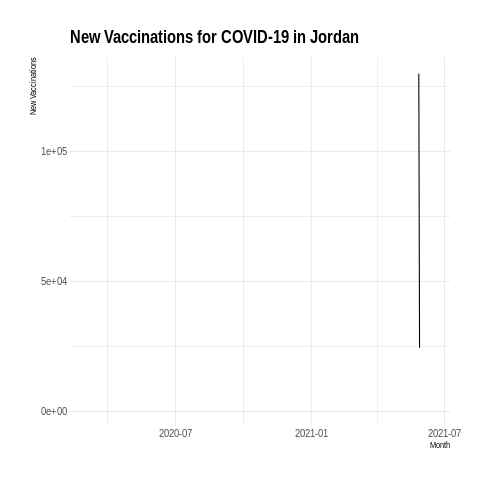 New Vaccinations for COVID-19 in Jordan
New Vaccinations
1e+05
5e+04
0e+00
2020-07
2021-01
2021-07
Month